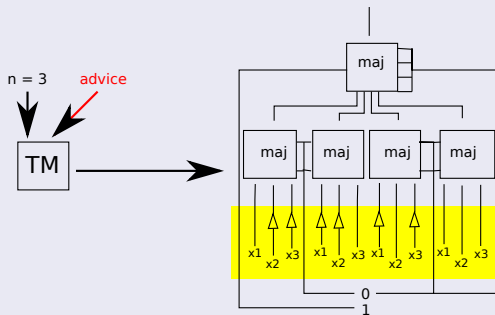 n = 3 advice
TM
maj
maj maj maj maj
x1 x2 x3 x1 x2 x3 x1 x2 x3 x1 x2 x3
0
1